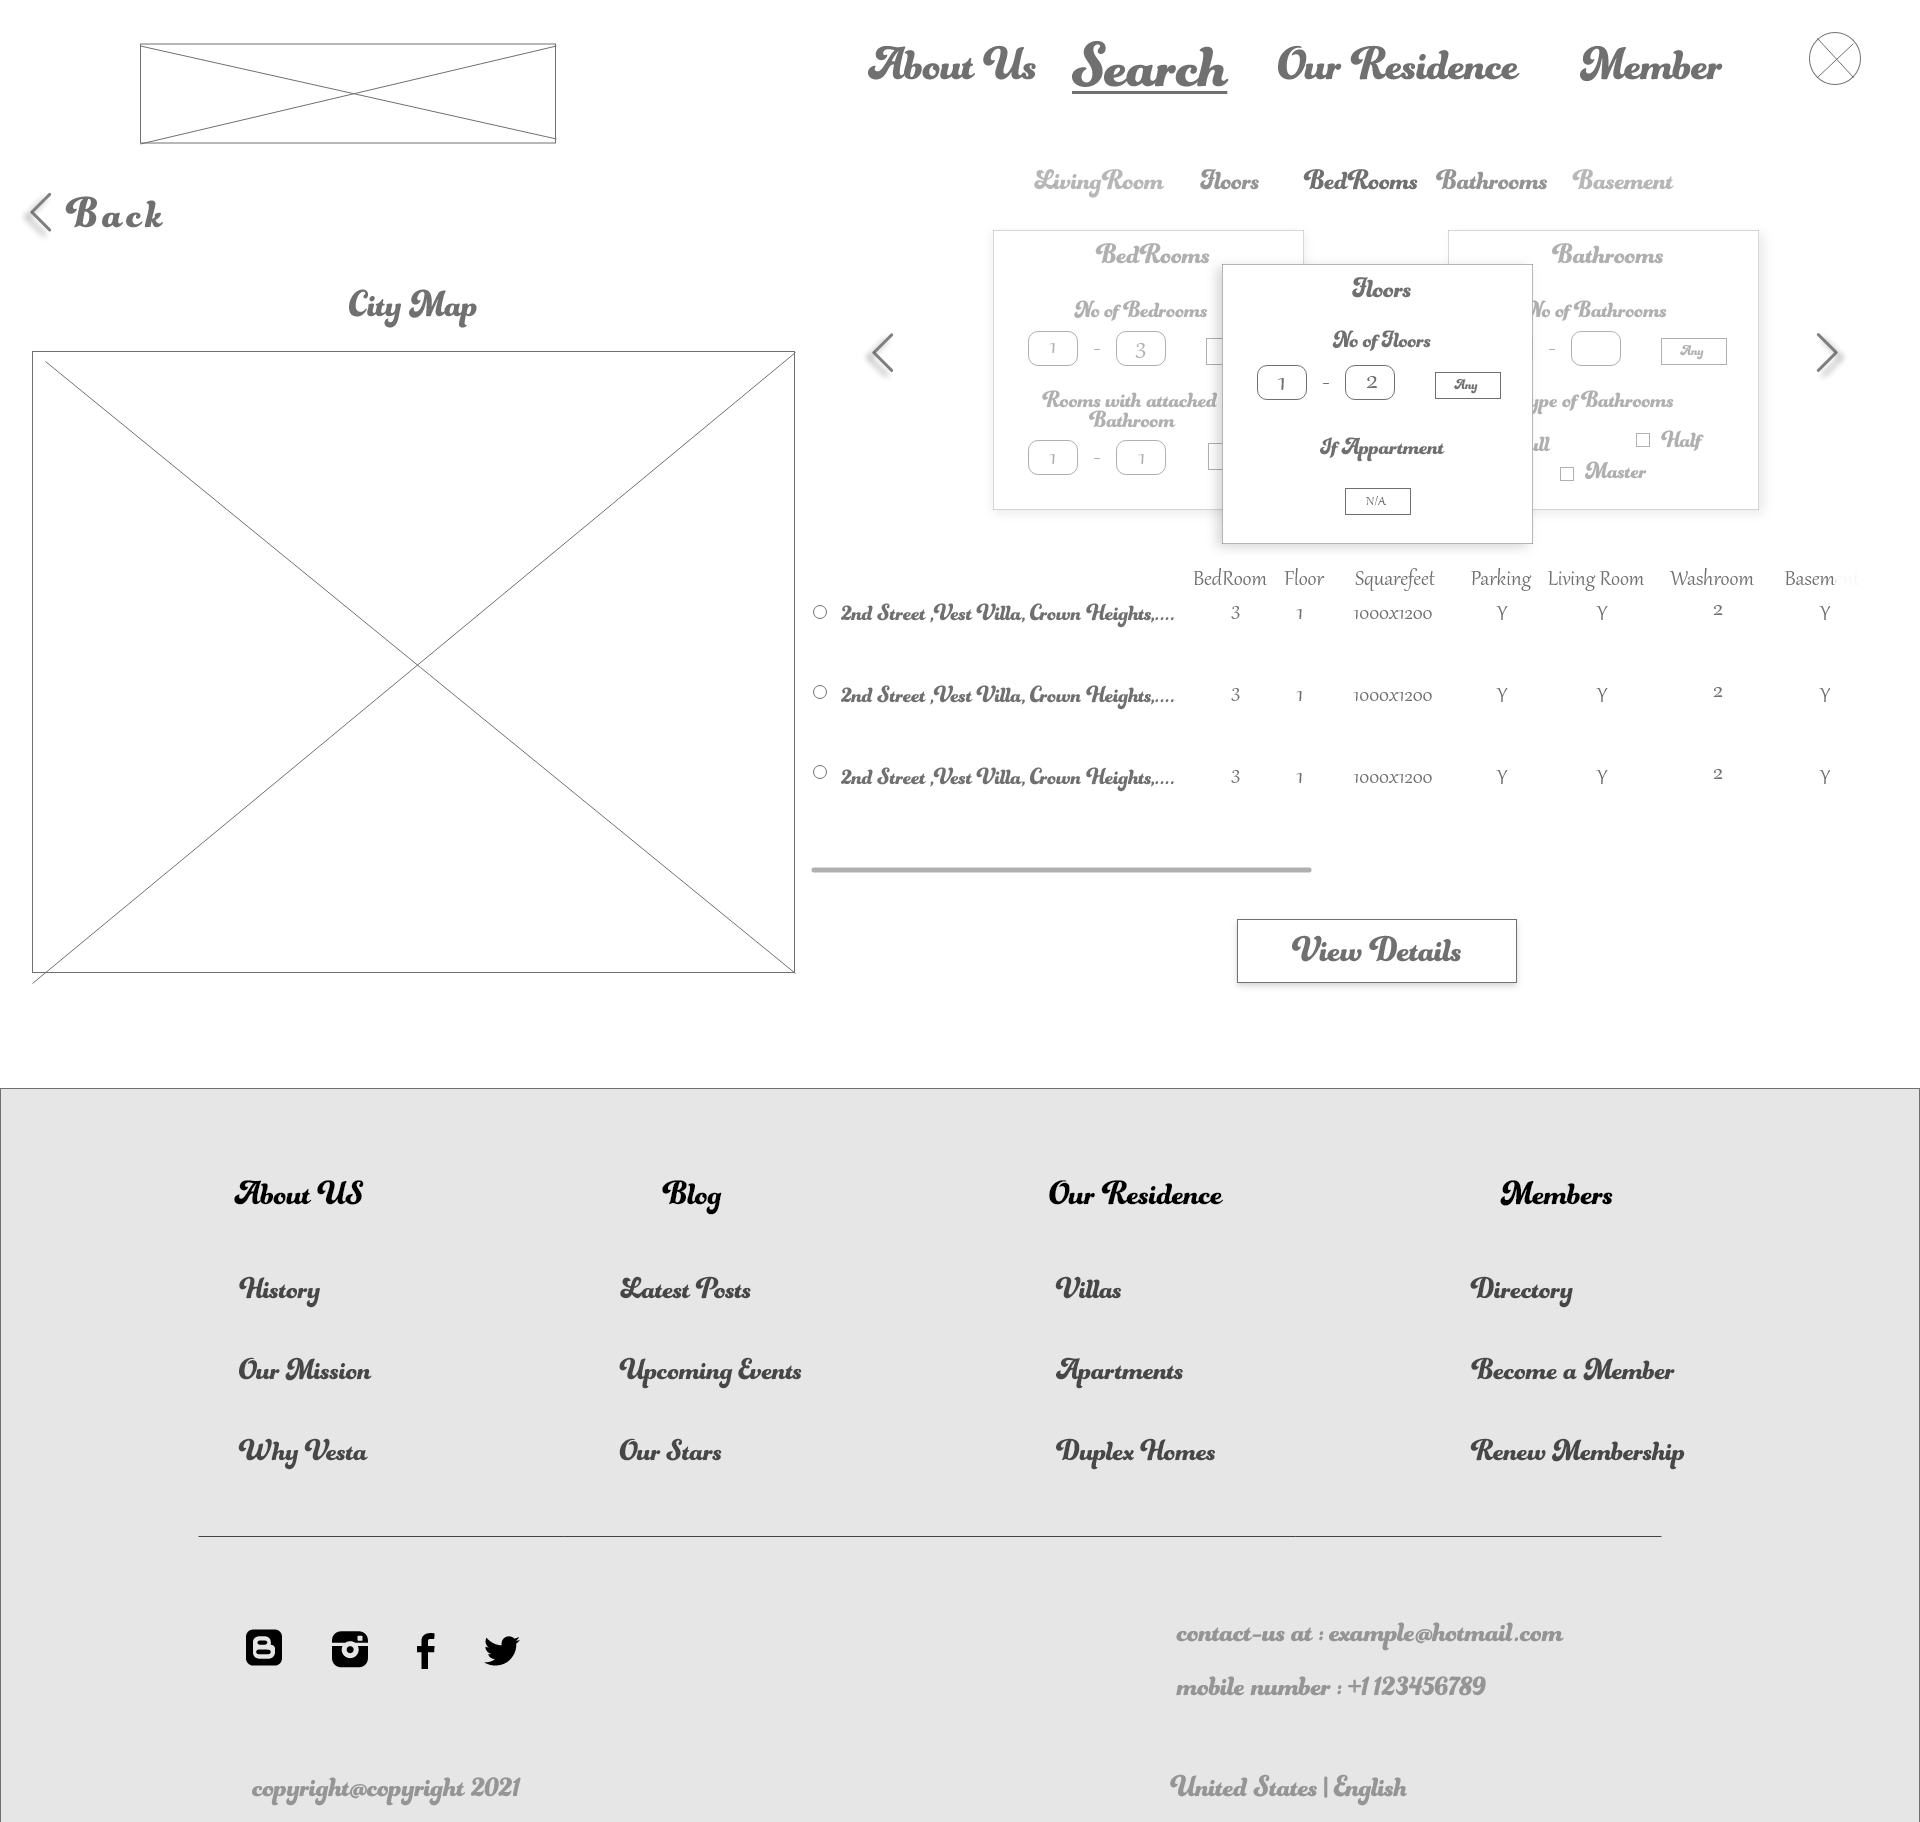 About Us Search Our Residence Member
LivingRoom Floors BedRooms Bathrooms Basement
Back
City Map
BedRooms
No of Bedrooms
1 - 3
Rooms with attached
Bathroom
1 - 1
Floors
No of Floors
1 - 2 Any
If Appartment
N/A
Bathrooms
No of Bathrooms
- Any
ype of Bathrooms
ull Half
Master
BedRoom Floor Squarefeet Parking Living Room Washroom Basement
2nd Street ,Vest Villa, Crown Heights,.... 3 1 1000x1200 Y Y 2 Y
2nd Street ,Vest Villa, Crown Heights,.... 3 1 1000x1200 Y Y 2 Y
2nd Street ,Vest Villa, Crown Heights,.... 3 1 1000x1200 Y Y 2 Y
View Details
About US Blog Our Residence Members
History Latest Posts Villas Directory
Our Mission Upcoming Events Apartments Become a Member
Why Vesta Our Stars Duplex Homes Renew Membership
contact-us at : example@hotmail.com
mobile number : +1 123456789
copyright@copyright 2021 United States | English